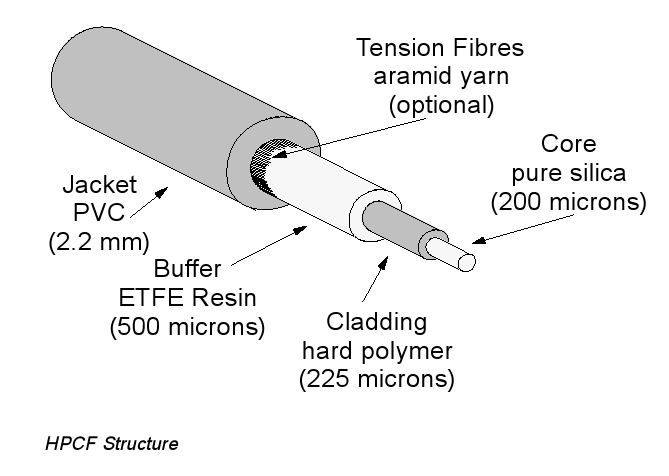 Tension Fibres
aramid yarn
(optional)
Core
pure silica
(200 microns)
Jacket
PVC
(2.2 mm)
Buffer
ETFE Resin
(500 microns)
Cladding
hard polymer
(225 microns)
HPCF Structure